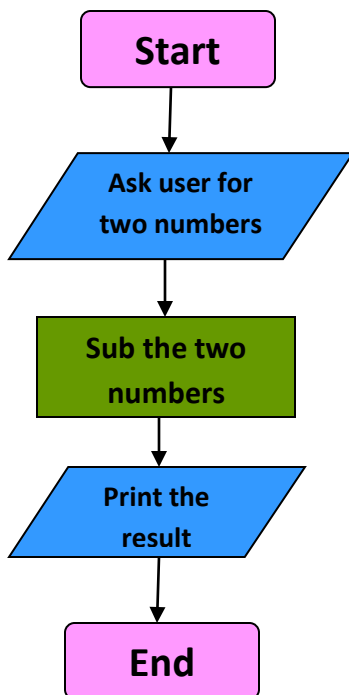 Start
Ask user for
two numbers
Sub the two
numbers
Print the
result
End